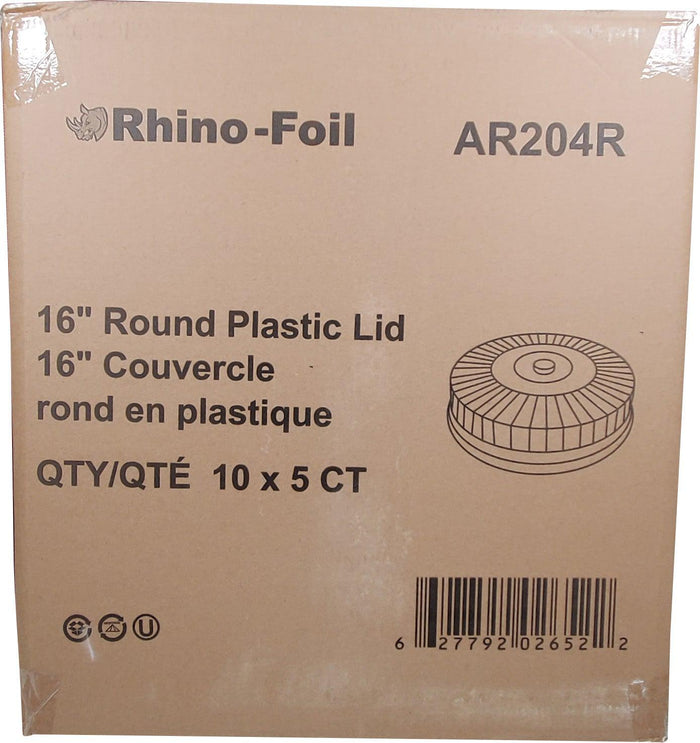 Rhino-Foil
AR204R
16" Round Plastic Lid
16" Couvercle
rond en plastique
QTY/QTÉ 10 x 5 CT
U
6 27792 02652 2